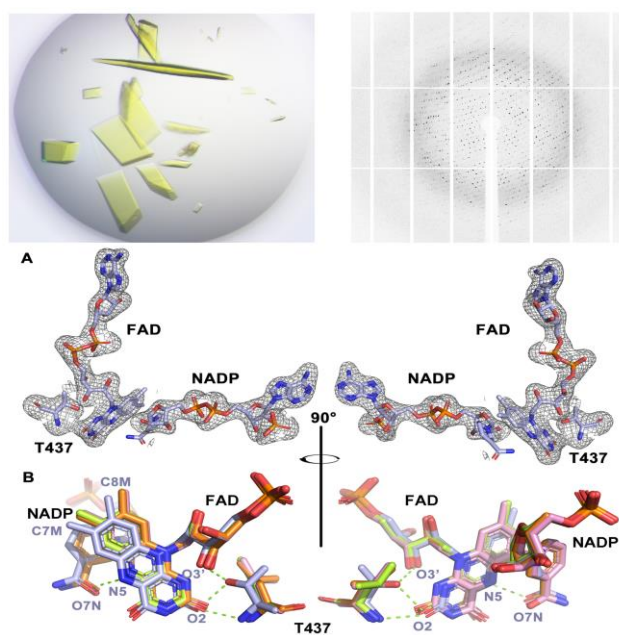 A
FAD
FAD
NADP
NADP
T437
T437
90°
B
C8M
NADP
FAD
FAD
NADP
C7M
O3'
O3'
N5
N5
O7N
O2
T437
O2
O7N